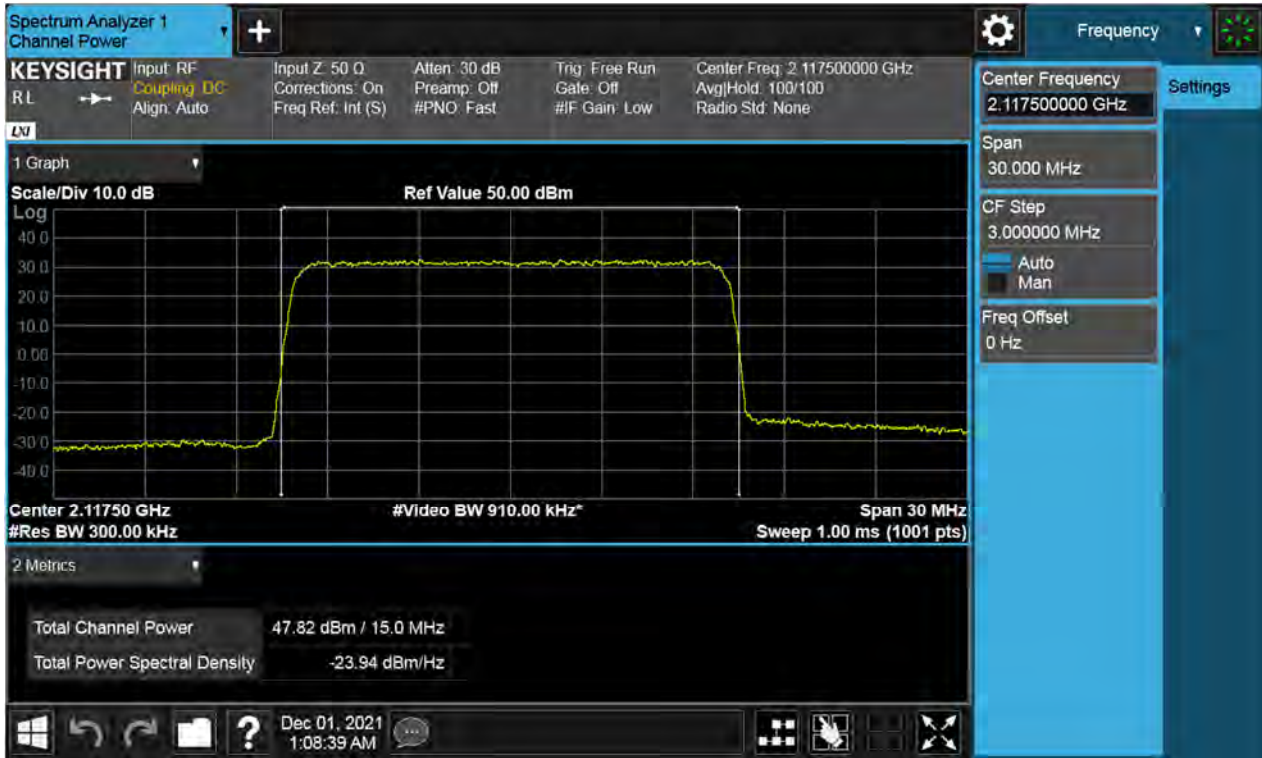 Spectrum Analyzer 1
Channel Power
+
Frequency
KEYSIGHT
R L
LXI
Input: RF
Coupling: DC
Align: Auto
Input Z: 50 Ω
Corrections: On
Freq Ref: Int (S)
Atten: 30 dB
Preamp: Off
#PNO: Fast
Trig: Free Run
Gate: Off
#IF Gain: Low
Center Freq: 2.117500000 GHz
Avg|Hold: 100/100
Radio Std: None
Center Frequency
2.117500000 GHz
Settings
Span
30.000 MHz
CF Step
3.000000 MHz
Auto
Man
Freq Offset
0 Hz
1 Graph
Scale/Div 10.0 dB
Ref Value 50.00 dBm
Log
40.0
30.0
20.0
10.0
0.00
-10.0
-20.0
-30.0
-40.0
Center 2.11750 GHz
#Video BW 910.00 kHz*
Span 30 MHz
#Res BW 300.00 kHz
Sweep 1.00 ms (1001 pts)
2 Metrics
Total Channel Power
47.82 dBm / 15.0 MHz
Total Power Spectral Density
-23.94 dBm/Hz
?
Dec 01, 2021
1:08:39 AM